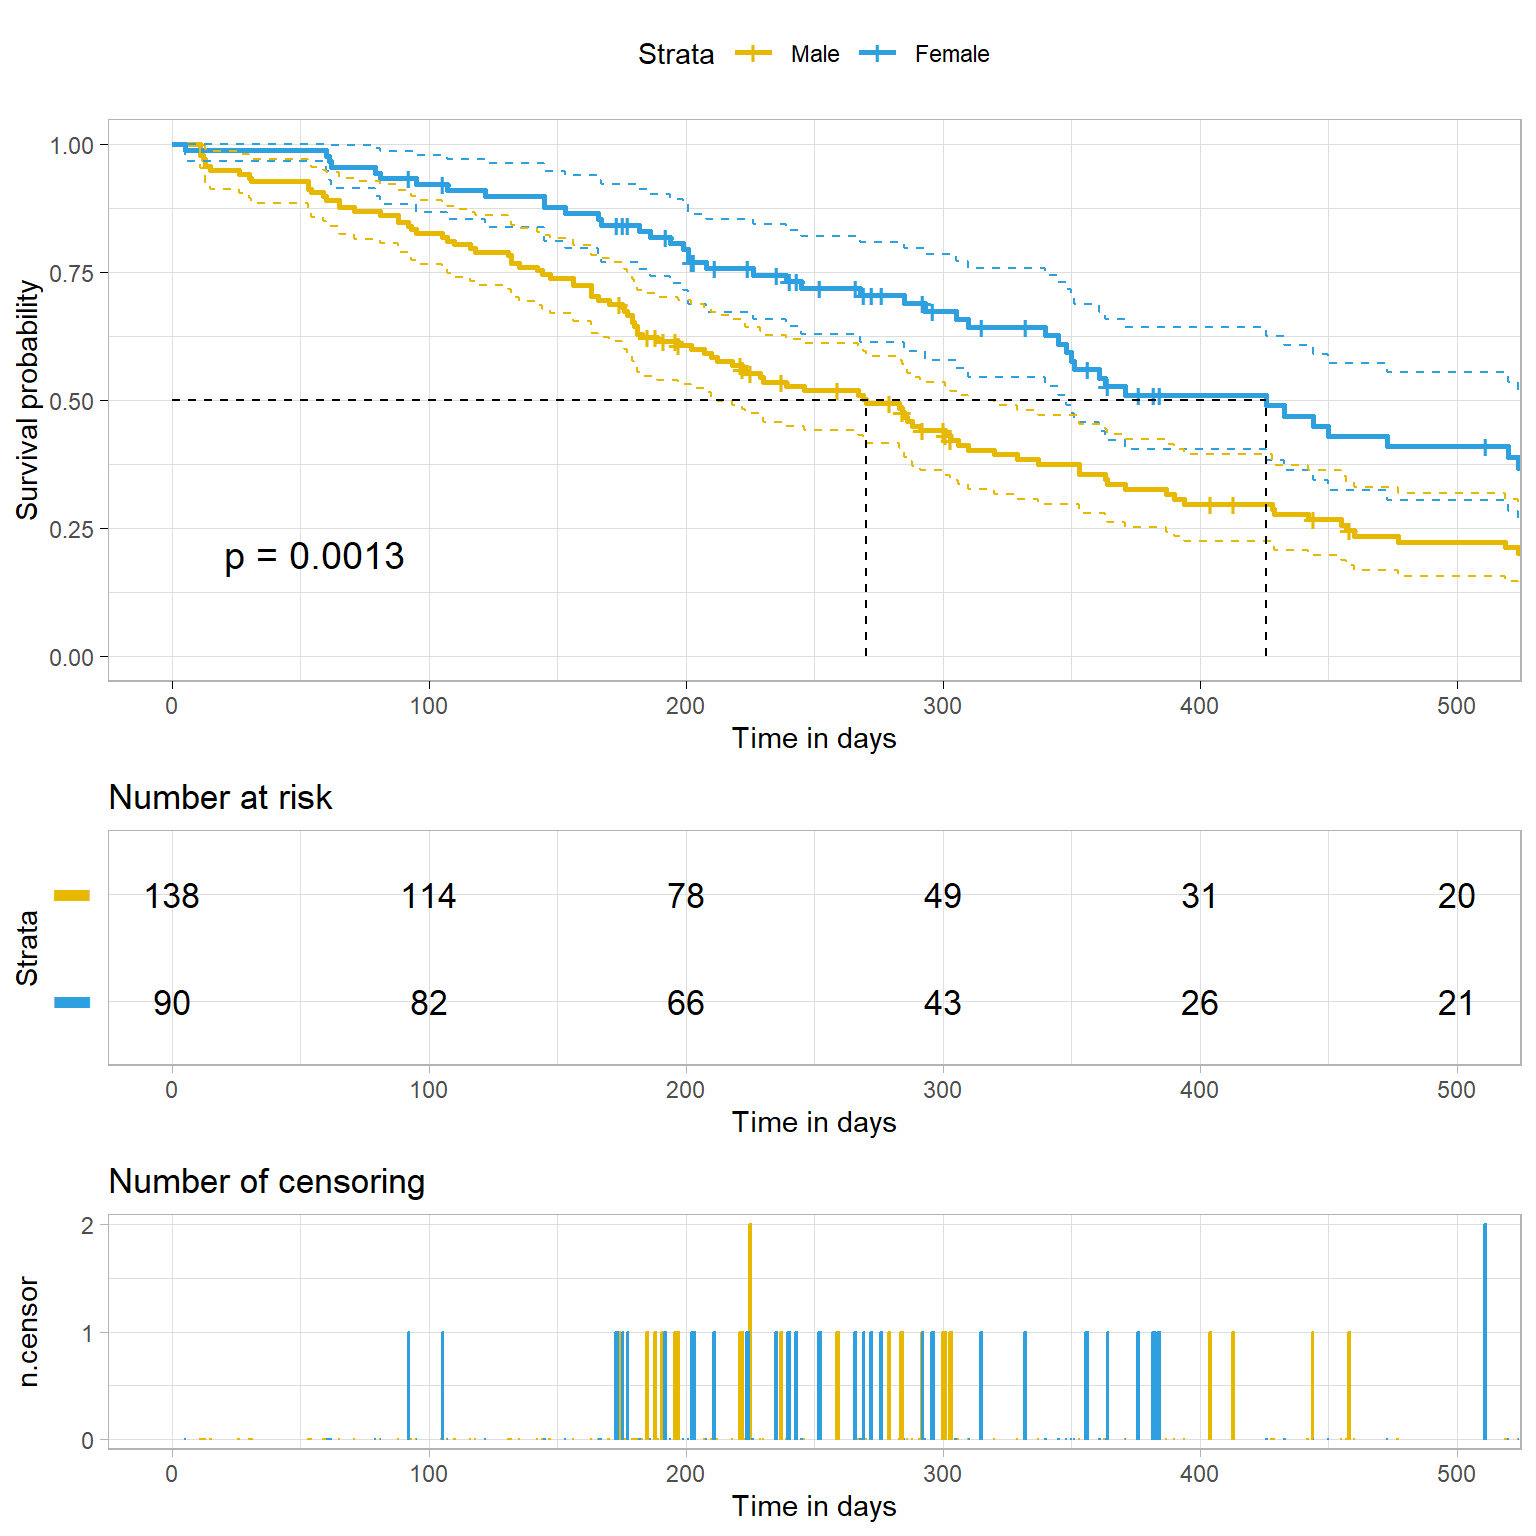 Strata Male Female
Survival probability
1.00
0.75
0.50
0.25
0.00
p = 0.0013
0 100 200 300 400 500
Time in days
Number at risk
Strata
138 114 78 49 31 20
90 82 66 43 26 21
0 100 200 300 400 500
Time in days
Number of censoring
n.censor
2
1
0
0 100 200 300 400 500
Time in days